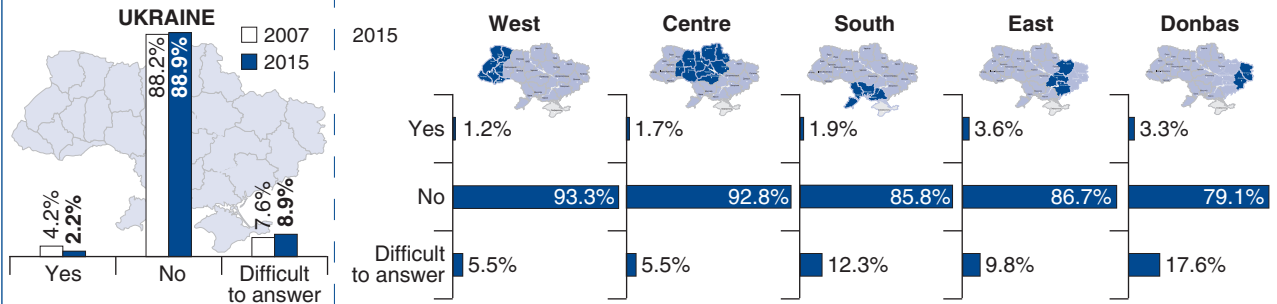 UKRAINE
2007
2015
88.2%
88.9%
4.2%
2.2%
7.6%
8.9%
Yes
No
Difficult
to answer
2015
West
Centre
South
East
Donbas
Yes
1.2%
1.7%
1.9%
3.6%
3.3%
No
93.3%
92.8%
85.8%
86.7%
79.1%
Difficult
to answer
5.5%
5.5%
12.3%
9.8%
17.6%